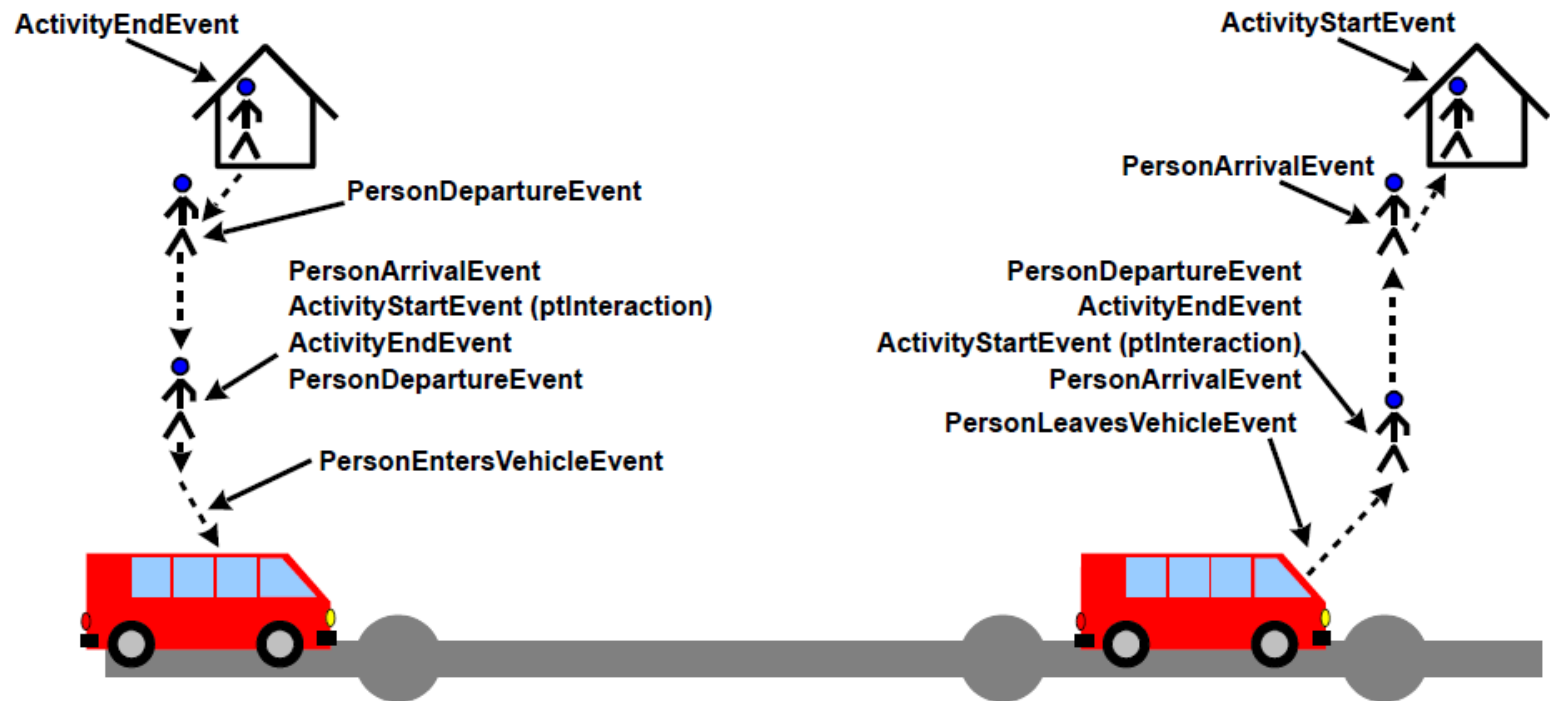 ActivityEndEvent
PersonDepartureEvent
PersonArrivalEvent
ActivityStartEvent (ptInteraction)
ActivityEndEvent
PersonDepartureEvent
PersonEntersVehicleEvent
ActivityStartEvent
PersonArrivalEvent
PersonDepartureEvent
ActivityEndEvent
ActivityStartEvent (ptInteraction)
PersonArrivalEvent
PersonLeavesVehicleEvent